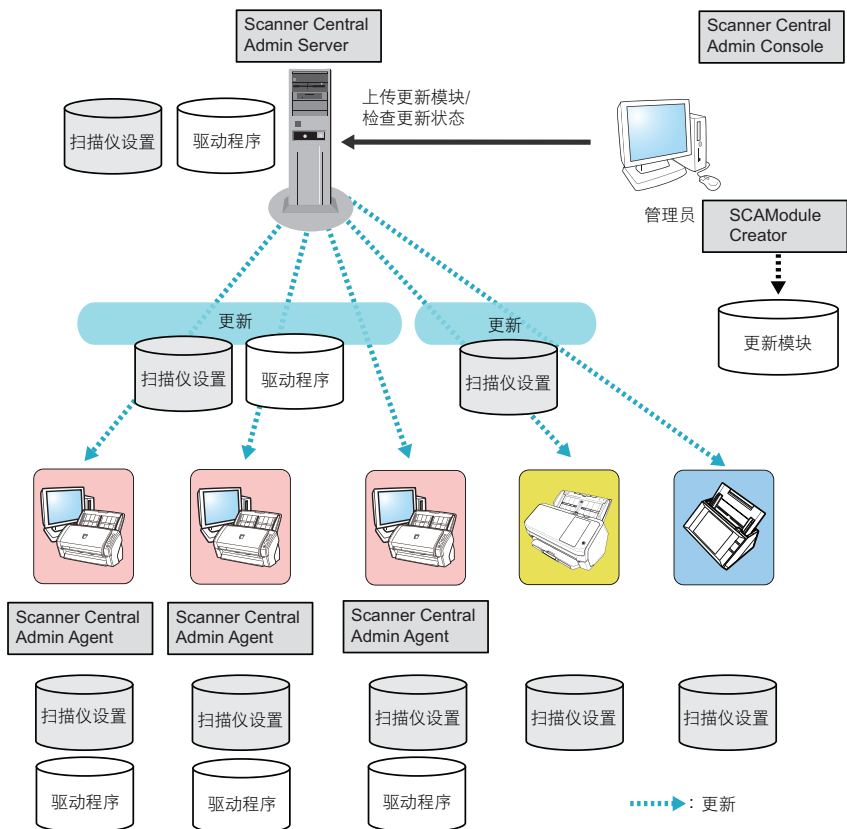 Scanner Central
Admin Server
Scanner Central
Admin Console
上传更新模块/
检查更新状态
扫描仪设置
驱动程序
管理员
SCAModule
Creator
更新
更新
更新模块
扫描仪设置
驱动程序
扫描仪设置
Scanner Central
Admin Agent
Scanner Central
Admin Agent
Scanner Central
Admin Agent
扫描仪设置
扫描仪设置
扫描仪设置
扫描仪设置
扫描仪设置
驱动程序
驱动程序
驱动程序
: 更新